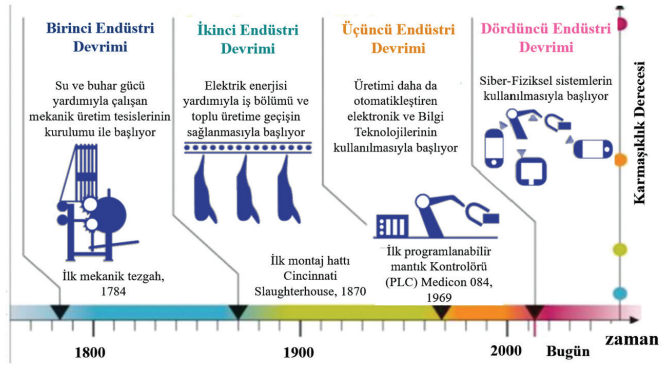 Birinci Endüstri
Devrimi
Su ve buhar gücü
yardımıyla çalışan
mekanik üretim tesislerinin
kurulumu ile başlıyor
İlk mekanik tezgah,
1784
İkinci Endüstri
Devrimi
Elektrik enerjisi
yardımıyla iş bölümü ve
toplu üretime geçişin
sağlanmasıyla başlıyor
İlk montaj hattı
Cincinnati
Slaughterhouse, 1870
Üçüncü Endüstri
Devrimi
Üretimi daha da
otomatikleştiren
elektronik ve Bilgi
Teknolojilerinin
kullanılmasıyla başlıyor
İlk programlanabilir
mantık Kontrolörü
(PLC) Medicon 084,
1969
Dördüncü Endüstri
Devrimi
Siber-Fiziksel sistemlerin
kullanılmasıyla başlıyor
Karmaşıklık Derecesi
zaman
1800
1900
2000
Bugün